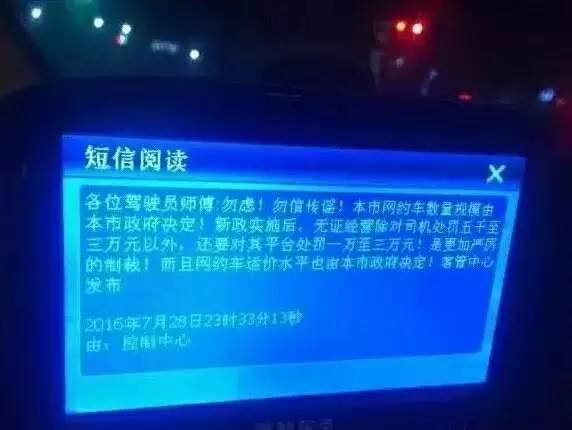 短信阅读
各位驾驶员师傅:勿虑！勿信传谣！本市网约车数量规模由
本市政府决定！新政实施后，无证经营除对司机处罚五千至
三万元以外，还要对其平台处罚一万至三万元！是更加严厉
的制裁！而且网约车运价水平也由本市政府决定！客管中心
发布
2016年7月28日23时33分13秒
由：控制中心